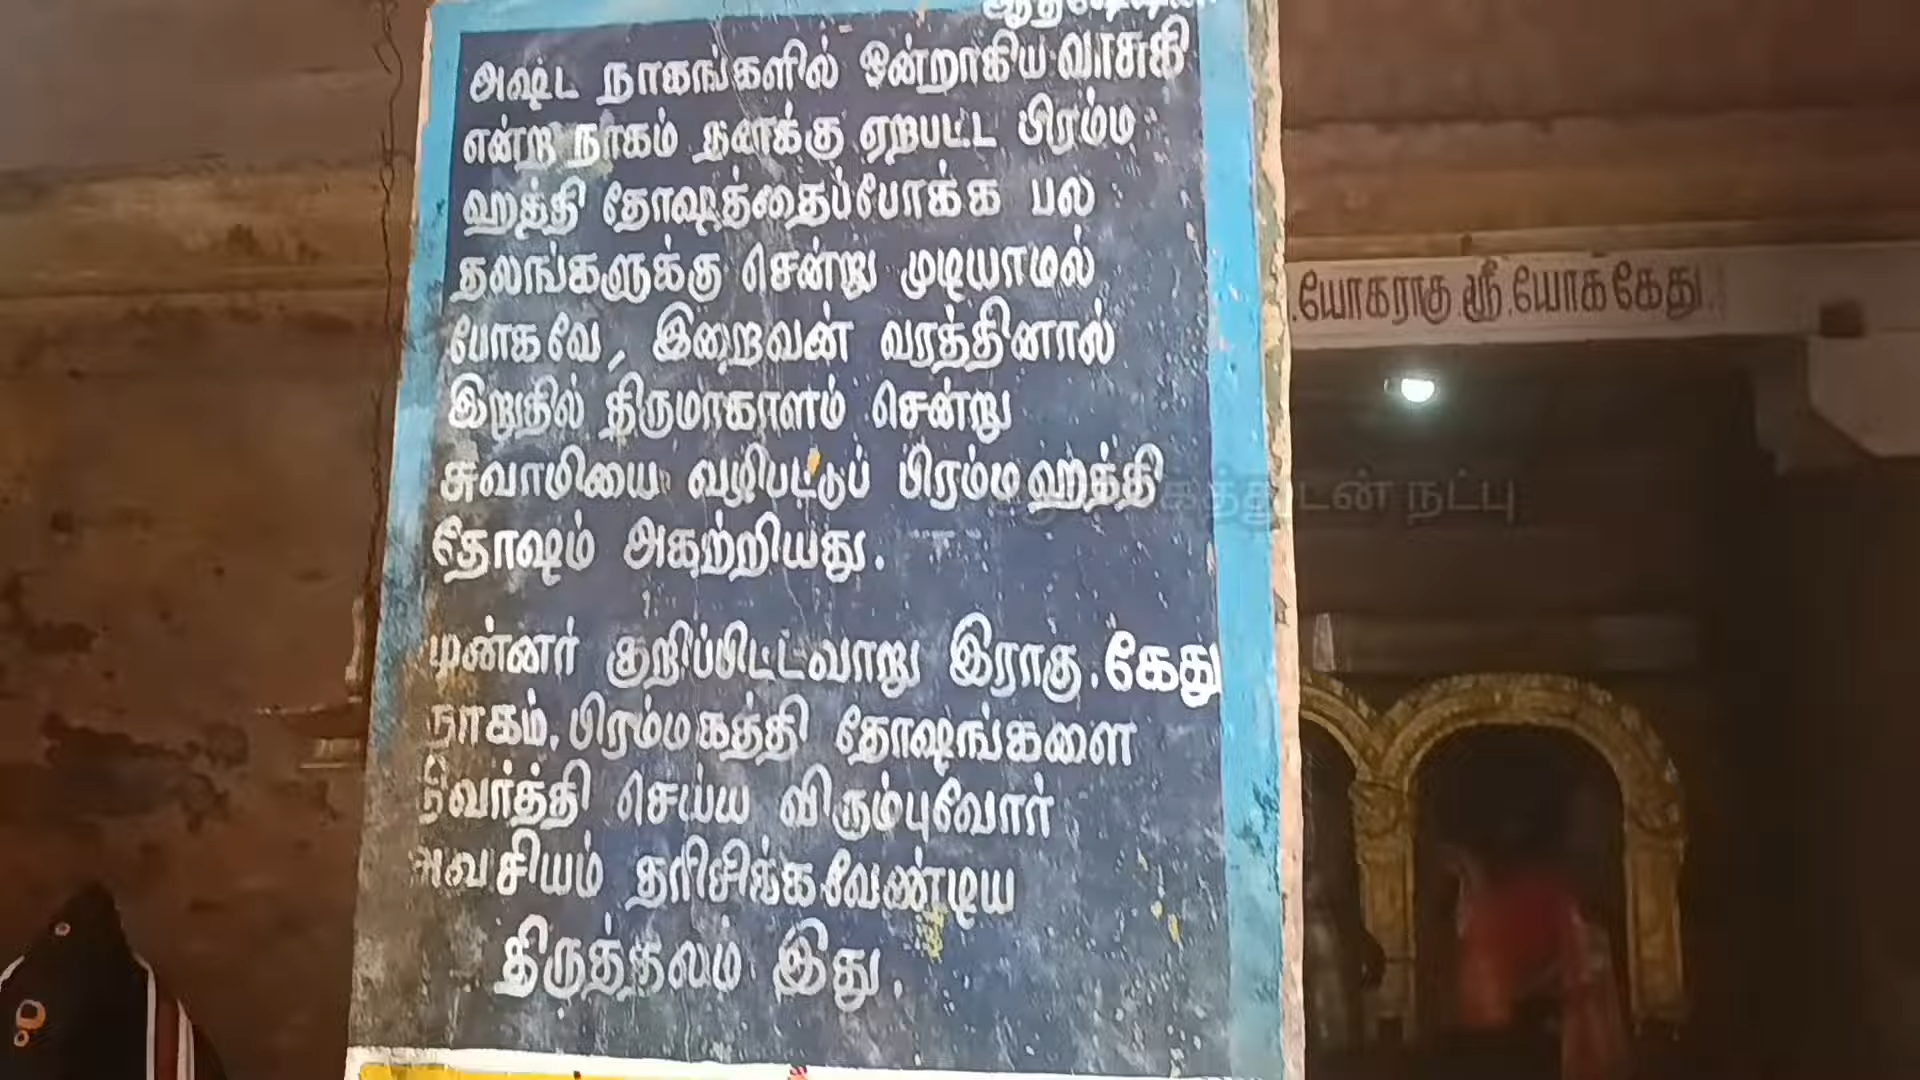 அஷ்ட நாகங்களில் ஒன்றாகிய வாசுகி
என்ற நாகம் தனக்கு ஏற்பட்ட பிரம்ம
ஹத்தி தோஷத்தைப்போக்க பல
தலங்களுக்கு சென்று முடியாமல்
போகவே, இறைவன் வரத்தினால்
இறுதில் திருமாகாளம் சென்று
சுவாமியை வழிபட்டுப் பிரம்மஹத்தி
தோஷம் அகற்றியது.
முன்னர் குறிப்பிட்டவாறு இராகு.கேது
நாகம்.பிரம்மகத்தி தோஷங்களை
நிவர்த்தி செய்ய விரும்புவோர்
அவசியம் தரிசிக்கவேண்டிய
திருத்தலம் இது.
யோகராகு ஸ்ரீ.யோககேது.
நட்பு